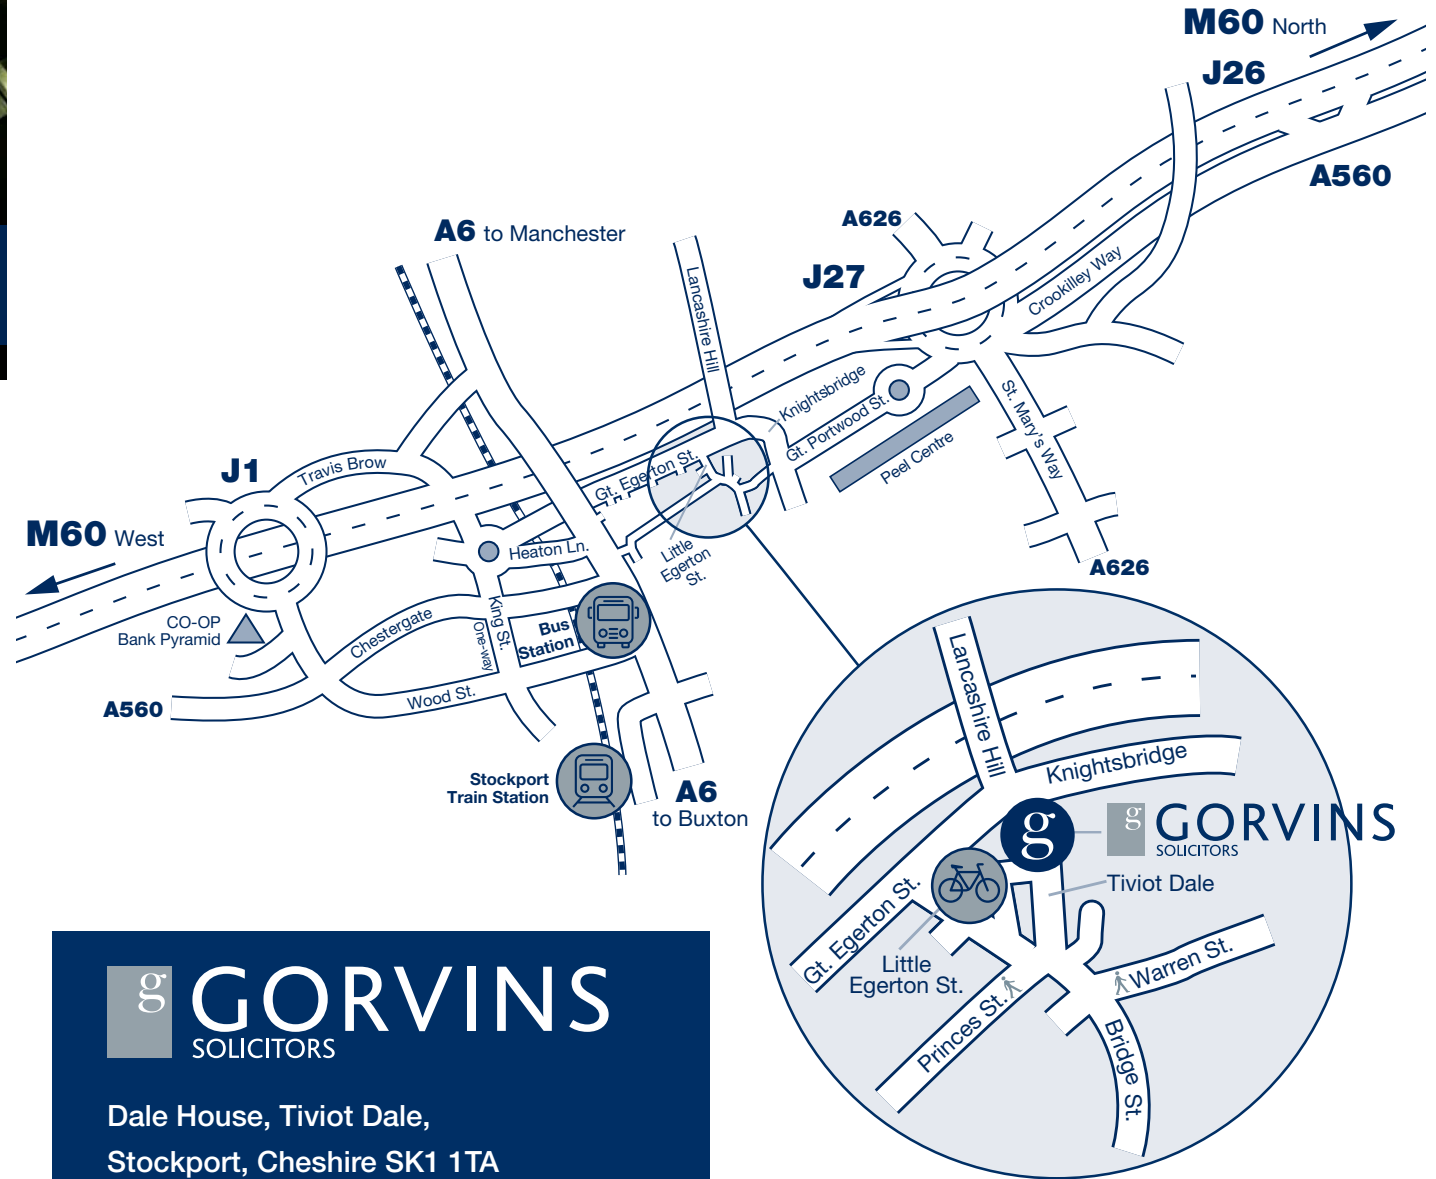 M60 North
J26
A560
A626
A6 to Manchester
J27
Crookilley Way
Lancashire Hill
Knightsbridge
Gt. Portwood St.
St. Mary's Way
Peel Centre
J1
Travis Brow
Gt. Egerton St.
M60 West
Heaton Ln.
Little
Egerton
St.
A626
CO-OP
Bank Pyramid
Chestergate
King St.
One-way
Bus
Station
A560
Wood St.
Stockport
Train Station
A6
to Buxton
Lancashire Hill
Knightsbridge
g
g GORVINS
SOLICITORS
Tiviot Dale
Gt. Egerton St.
Little
Egerton St.
Warren St.
Princes St.
Bridge St.
g GORVINS
SOLICITORS
Dale House, Tiviot Dale,
Stockport, Cheshire SK1 1TA